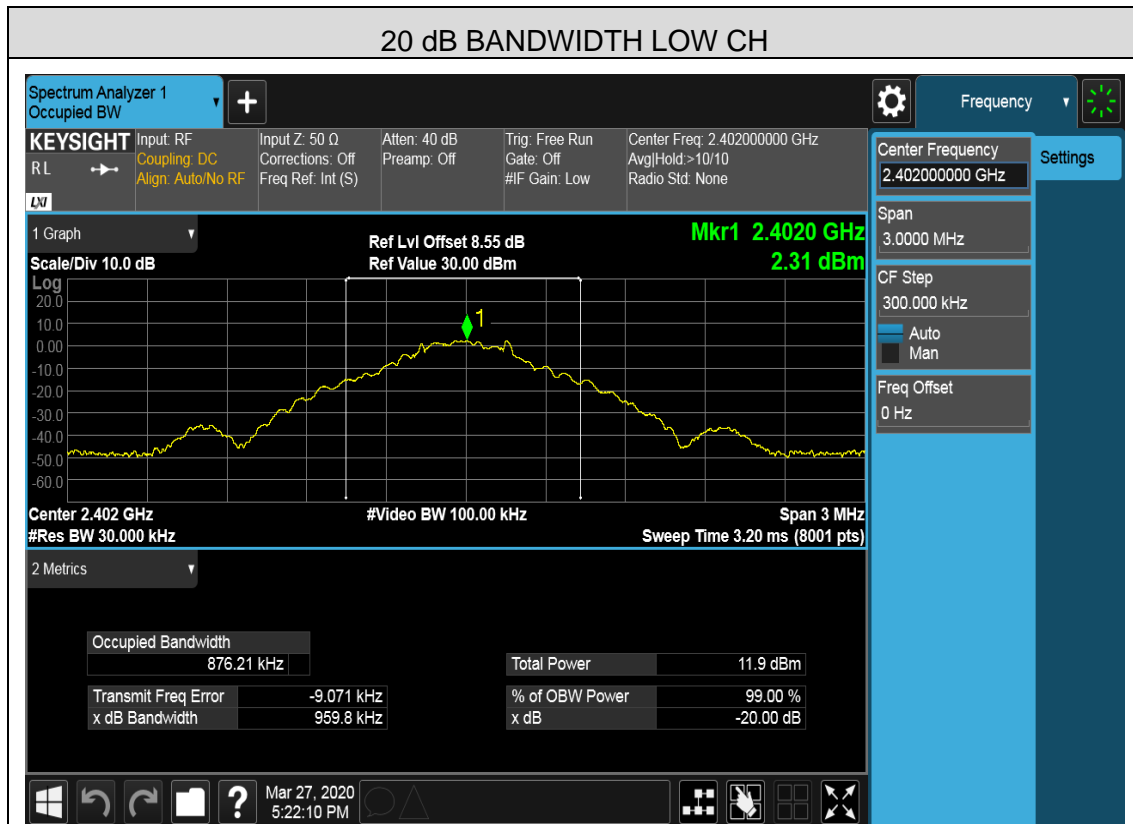 20 dB BANDWIDTH LOW CH
Spectrum Analyzer 1
Occupied BW
Frequency
KEYSIGHT
RL
LXI
Input: RF
Coupling: DC
Align: Auto/No RF
Input Z: 50 Ω
Corrections: Off
Freq Ref: Int (S)
Atten: 40 dB
Preamp: Off
Trig: Free Run
Gate: Off
#IF Gain: Low
Center Freq: 2.402000000 GHz
Avg|Hold:>10/10
Radio Std: None
Center Frequency
2.402000000 GHz
Settings
Span
3.0000 MHz
CF Step
300.000 kHz
Auto
Man
Freq Offset
0 Hz
1 Graph
Scale/Div 10.0 dB
Ref Lvl Offset 8.55 dB
Ref Value 30.00 dBm
Mkr1 2.4020 GHz
2.31 dBm
Log
20.0
10.0
0.00
-10.0
-20.0
-30.0
-40.0
-50.0
-60.0
1
Center 2.402 GHz
#Video BW 100.00 kHz
Span 3 MHz
#Res BW 30.000 kHz
Sweep Time 3.20 ms (8001 pts)
2 Metrics
Occupied Bandwidth
876.21 kHz
Total Power 11.9 dBm
Transmit Freq Error -9.071 kHz
% of OBW Power 99.00 %
x dB Bandwidth 959.8 kHz
x dB -20.00 dB
?
Mar 27, 2020
5:22:10 PM